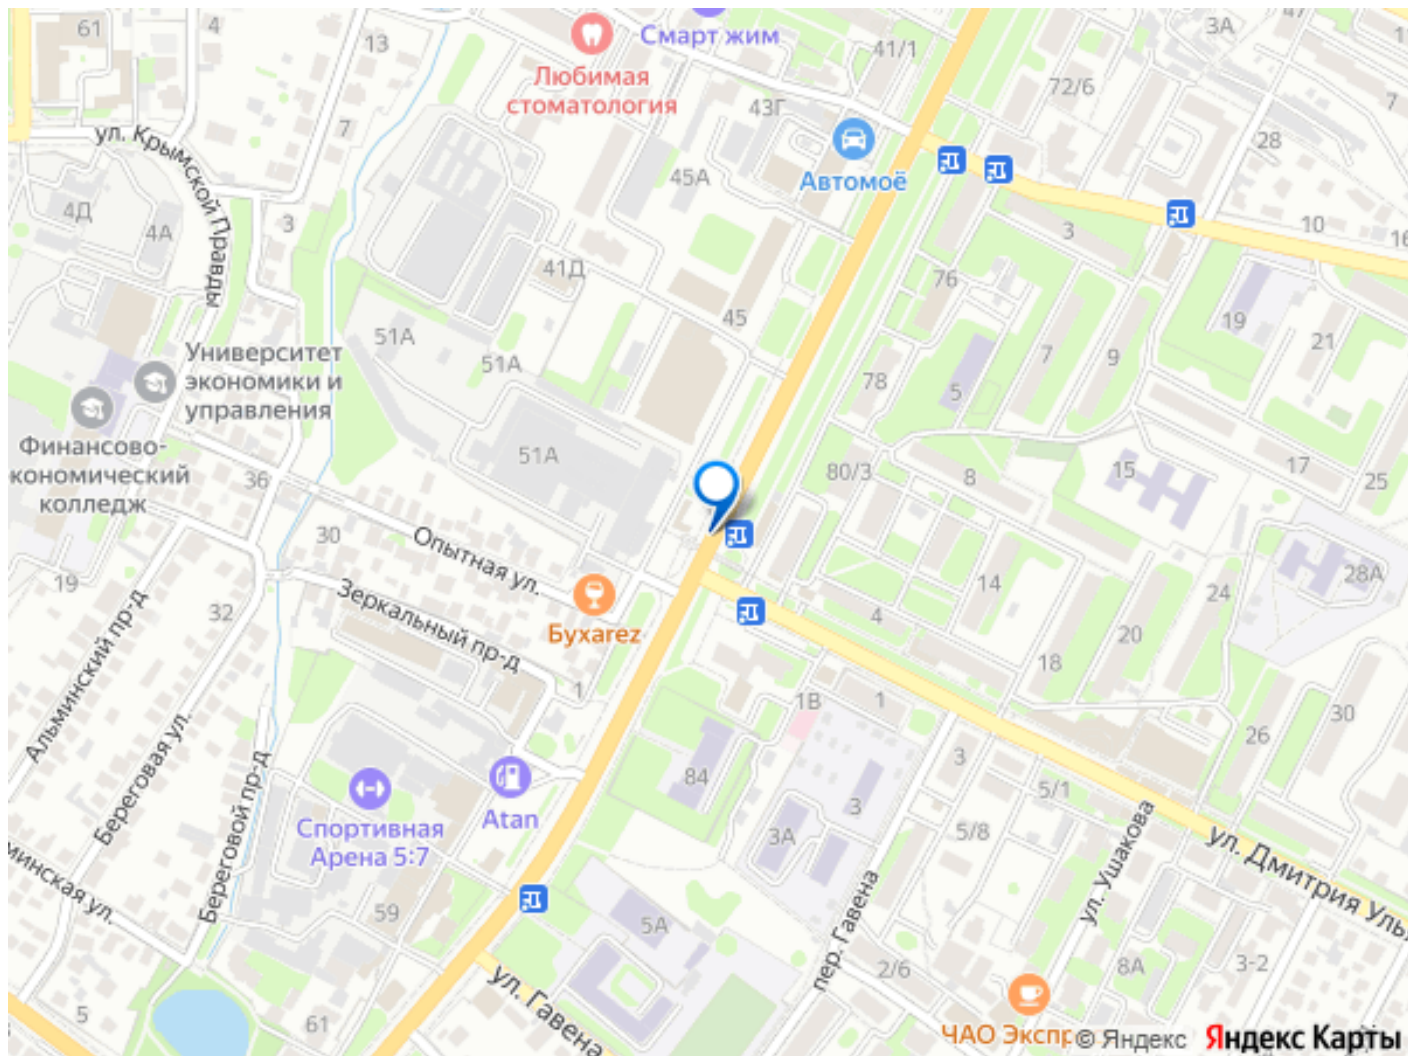 61
4
13
Смарт жим
41/1
47
3А
1
Любимая
стоматология
43Г
72/6
7
7
ул. Крымской Правды
28
45А
Автомоё
4Д
4А
3
41Д
3
10
16
76
45
51А
51А
19
21
7
9
Университет
экономики и
управления
78
5
Финансово-
кономический
колледж
51А
36
80/3
8
15
17
25
30
Опытная ул.
19
32
Зеркальный пр-д
Бухаrez
14
28А
24
4
20
18
Альминский пр-д
Береговая ул.
Береговой пр-д
1
1В
1
30
26
84
3
5/1
Atan
Спортивная
Арена 5:7
3
3А
5/8
ул. Ушакова
ул. Дмитрия Улья
минская ул.
59
5А
пер. Гавена
2/6
8А
3-2
ул. Гавена
5
61
ЧАО Экспр
© Яндекс
Яндекс Карты